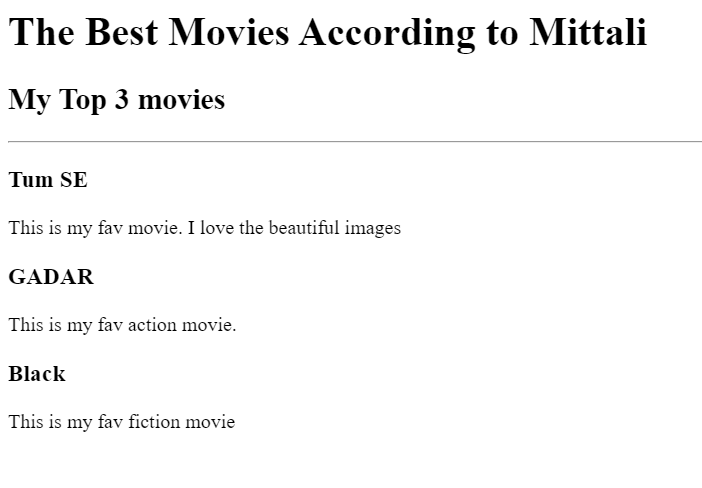 The Best Movies According to Mittali
My Top 3 movies
Tum SE
This is my fav movie. I love the beautiful images
GADAR
This is my fav action movie.
Black
This is my fav fiction movie